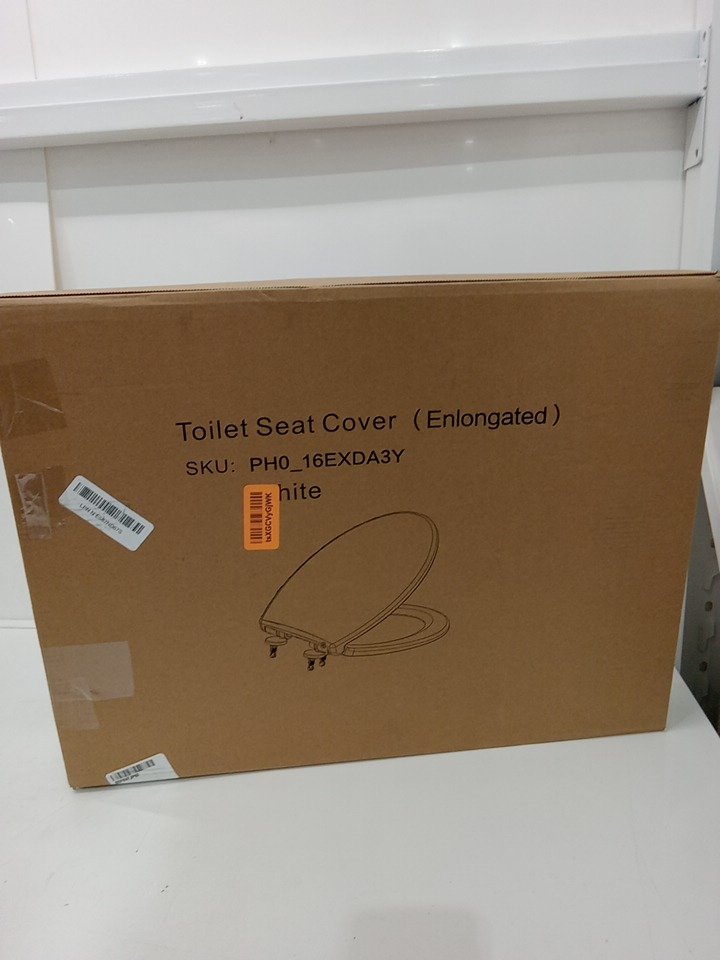 Toilet Seat Cover ( Enlongated )
SKU: PH0_16EXDA3Y
hite